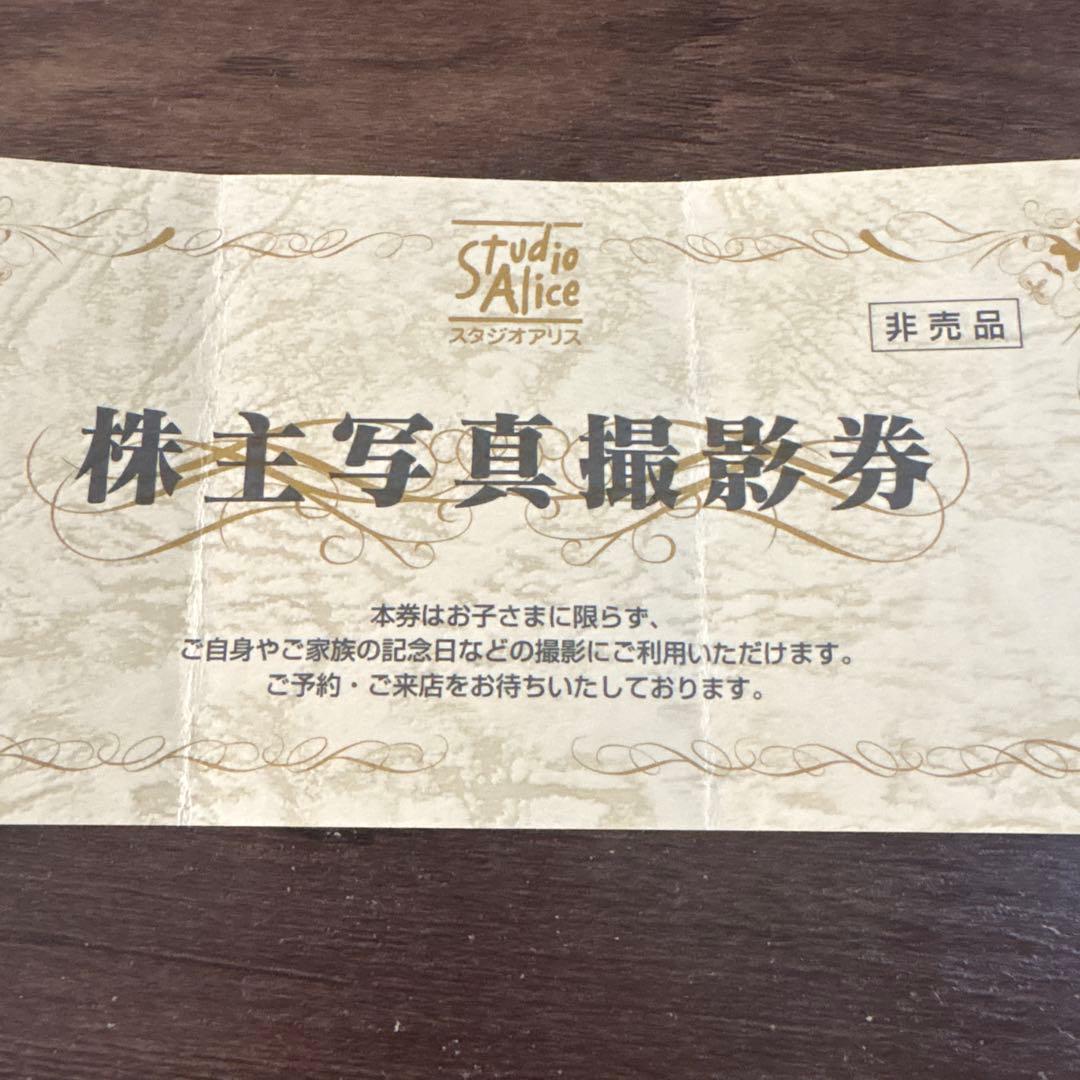 Studio
Alice
スタジオアリス
非売品
株主写真撮影券
本券はお子さまに限らず、
ご自身やご家族の記念日などの撮影にご利用いただけます。
ご予約・ご来店をお待ちいたしております。